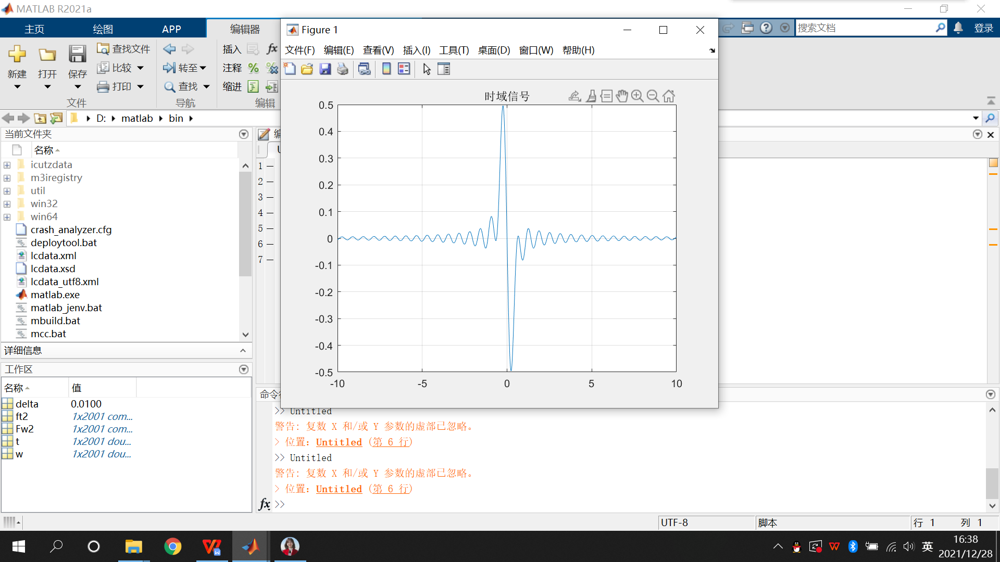 MATLAB R2021a
主页 绘图 APP 编辑器
搜索文档 登录
新建 打开 保存
查找文件
比较
打印
文件
转至
查找
导航
插入
注释
缩进
编辑
D: matlab bin
当前文件夹
名称
icutzdata
m3iregistry
util
win32
win64
crash_analyzer.cfg
deploytool.bat
lcdata.xml
lcdata.xsd
lcdata_utf8.xml
matlab.exe
matlab_jenv.bat
mbuild.bat
mcc.bat
详细信息
工作区
名称 值
delta 0.0100
ft2 1x2001 com...
Fw2 1x2001 com...
t 1x2001 dou...
w 1x2001 dou...
1
2
3
4
5
6
7
Figure 1
文件(F) 编辑(E) 查看(V) 插入(I) 工具(T) 桌面(D) 窗口(W) 帮助(H)
时域信号
0.5
0.4
0.3
0.2
0.1
0
-0.1
-0.2
-0.3
-0.4
-0.5
-10 -5 0 5 10
命令
>> Untitled
警告: 复数 X 和/或 Y 参数的虚部已忽略。
> 位置: Untitled (第 6 行)
>> Untitled
警告: 复数 X 和/或 Y 参数的虚部已忽略。
> 位置: Untitled (第 6 行)
fx >>
UTF-8 脚本 行 1 列 1
英
16:38
2021/12/28